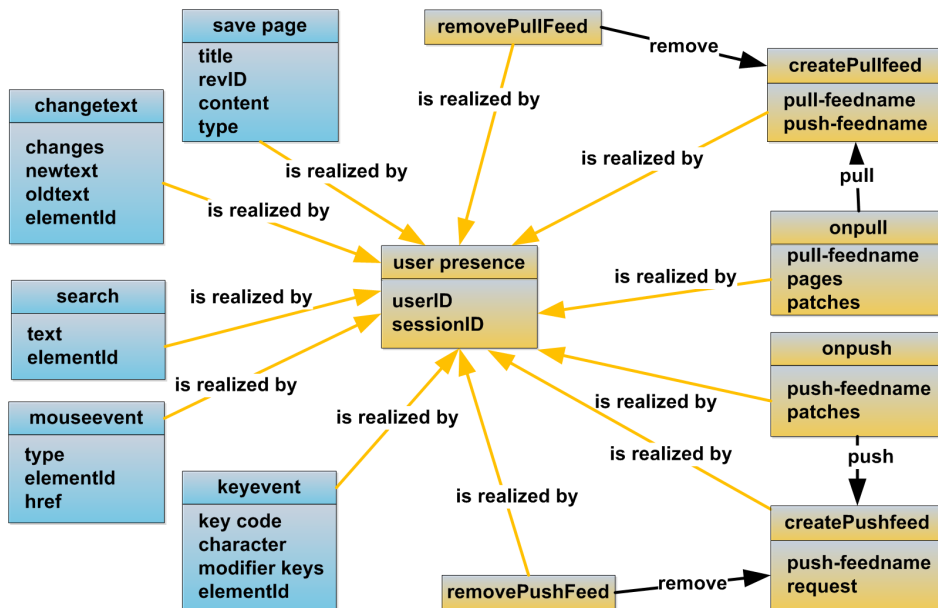 save page
title
revID
content
type
removePullFeed
remove
createPullfeed
pull-feedname
push-feedname
changetext
changes
newtext
oldtext
elementId
is realized by
is realized by
is realized by
is realized by
pull
onpull
pull-feedname
pages
patches
user presence
userID
sessionID
search
text
elementId
is realized by
is realized by
onpush
push-feedname
patches
mouseevent
type
elementId
href
is realized by
is realized by
is realized by
is realized by
is realized by
push
keyevent
key code
character
modifier keys
elementId
createPushfeed
push-feedname
request
removePushFeed
remove